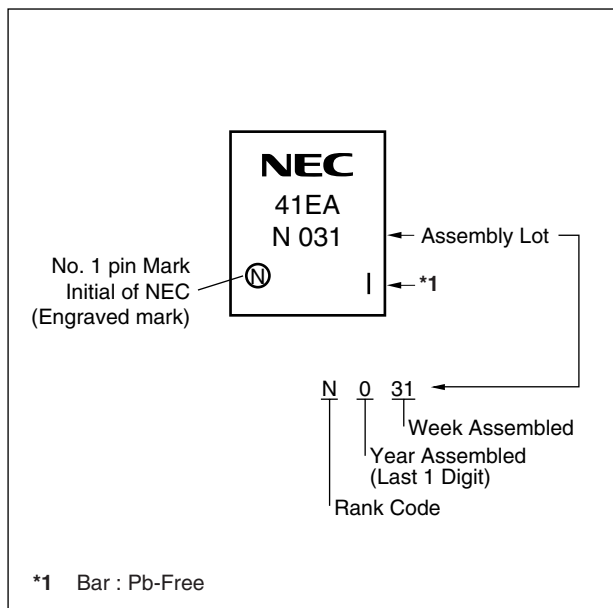 NEC
41EA
N 031
Assembly Lot
No. 1 pin Mark
Initial of NEC
(Engraved mark)
N
*1
N 0 31
Week Assembled
Year Assembled
(Last 1 Digit)
Rank Code
*1 Bar : Pb-Free